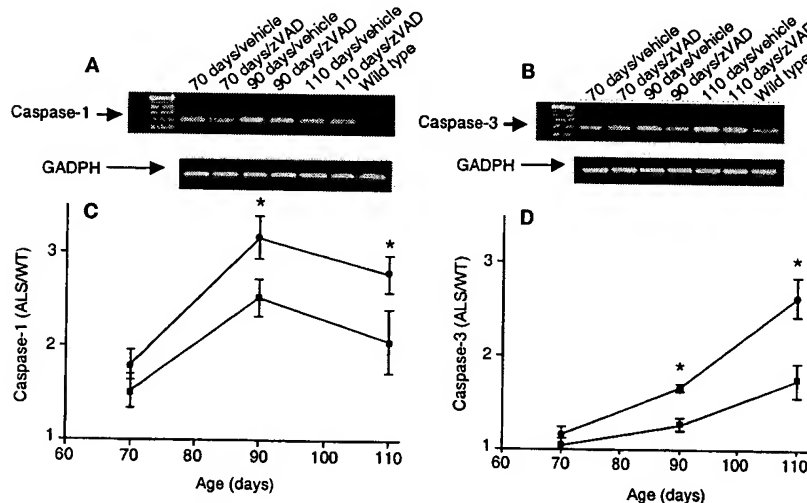 A
70 days/vehicle
70 days/zVAD
90 days/vehicle
90 days/zVAD
110 days/vehicle
110 days/zVAD
Wild type
Caspase-1
GADPH
B
70 days/vehicle
70 days/zVAD
90 days/vehicle
90 days/zVAD
110 days/vehicle
110 days/zVAD
Wild type
Caspase-3
GADPH
C
Caspase-1 (ALS/WT)
3
2
1
* *
60 70 80 90 100 110
Age (days)
D
Caspase-3 (ALS/WT)
3
2
1
* *
60 70 80 90 100 110
Age (days)